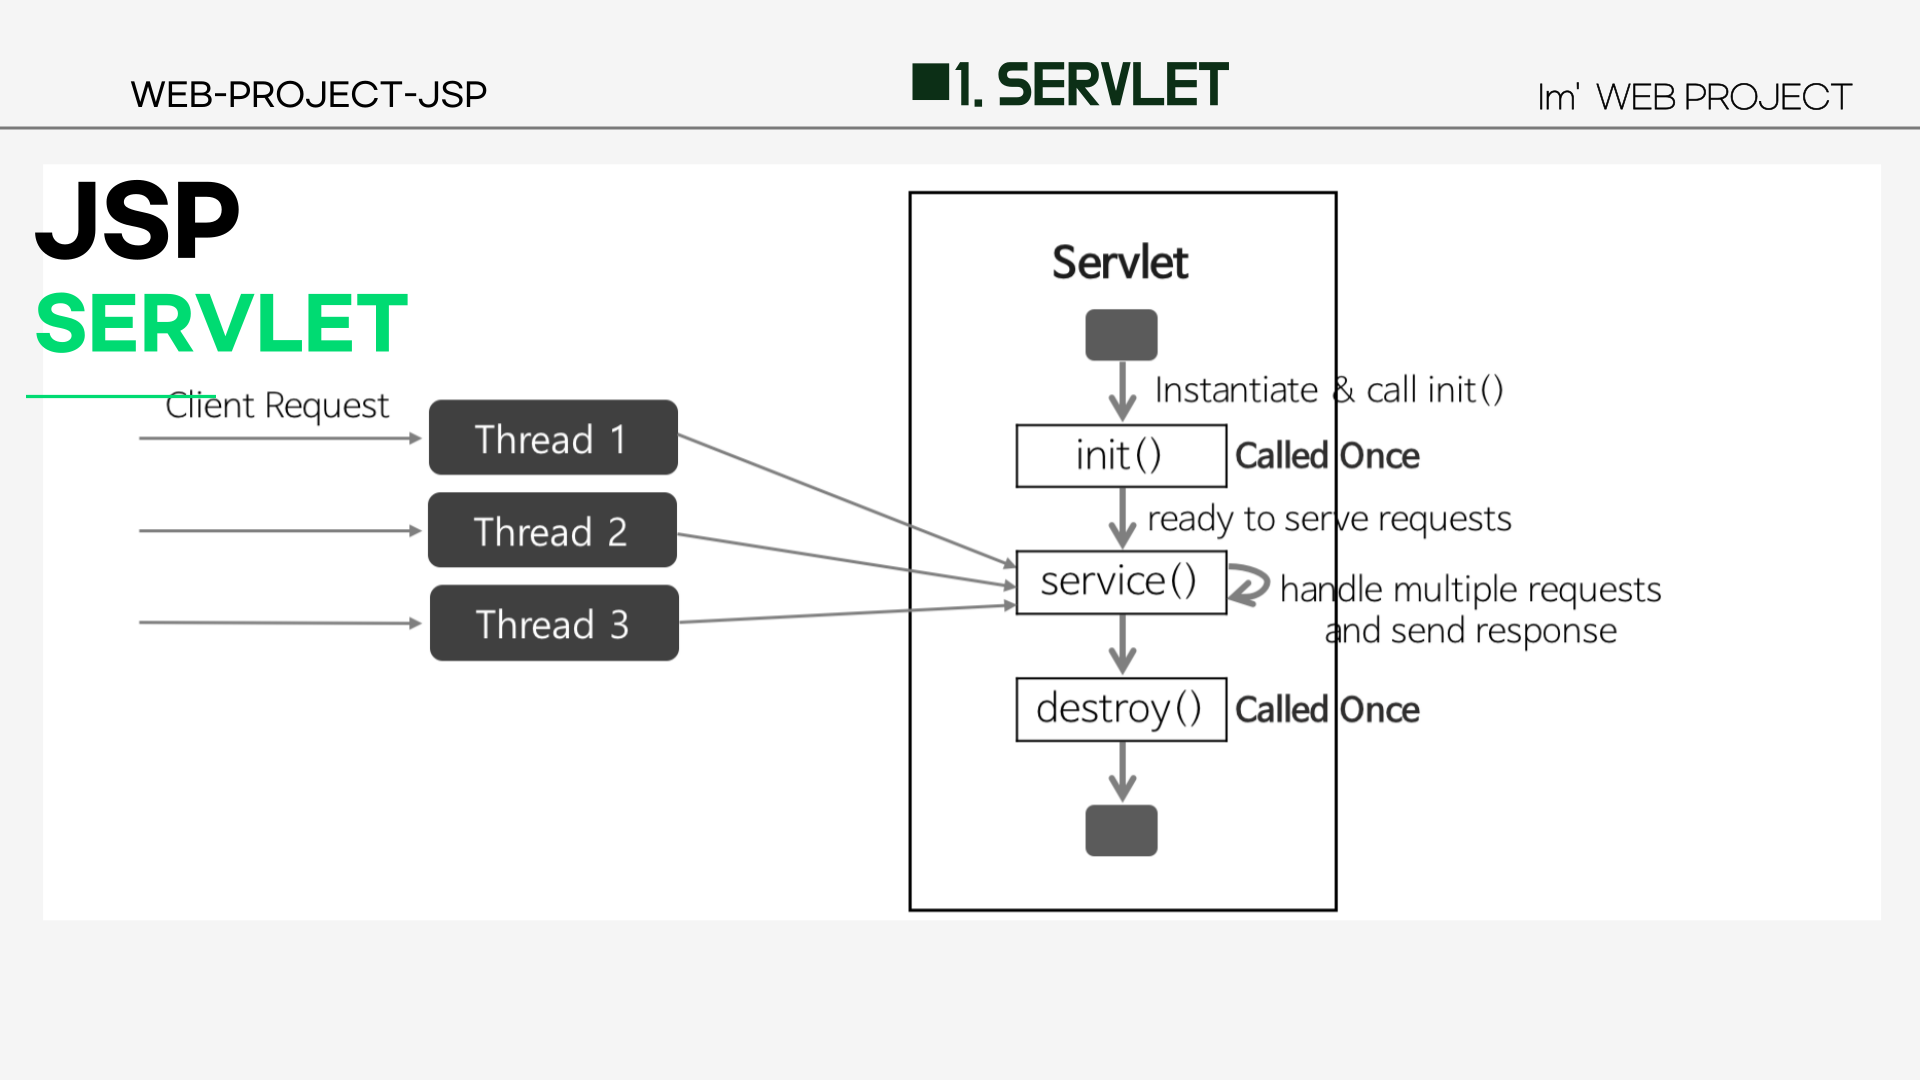 WEB-PROJECT-JSP
■1. SERVLET
Im' WEB PROJECT
JSP
SERVLET
Client Request
Thread 1
Thread 2
Thread 3
Servlet
Instantiate & call init()
init()
Called Once
ready to serve requests
service()
handle multiple requests
and send response
destroy()
Called Once